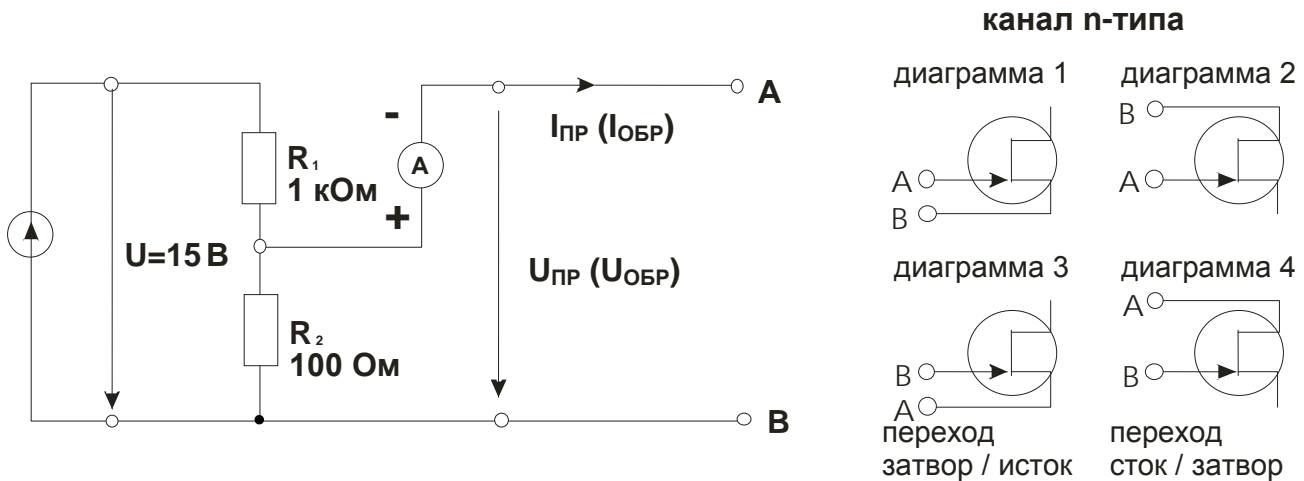 канал n-типа
диаграмма 1
диаграмма 2
A
B
A
B
A
B
диаграмма 3
диаграмма 4
B
A
A
B
переход
затвор / исток
переход
сток / затвор
-
A
+
R₁
1 кОм
R₂
100 Ом
U=15 В
IПР (IОБР)
UПР (UОБР)